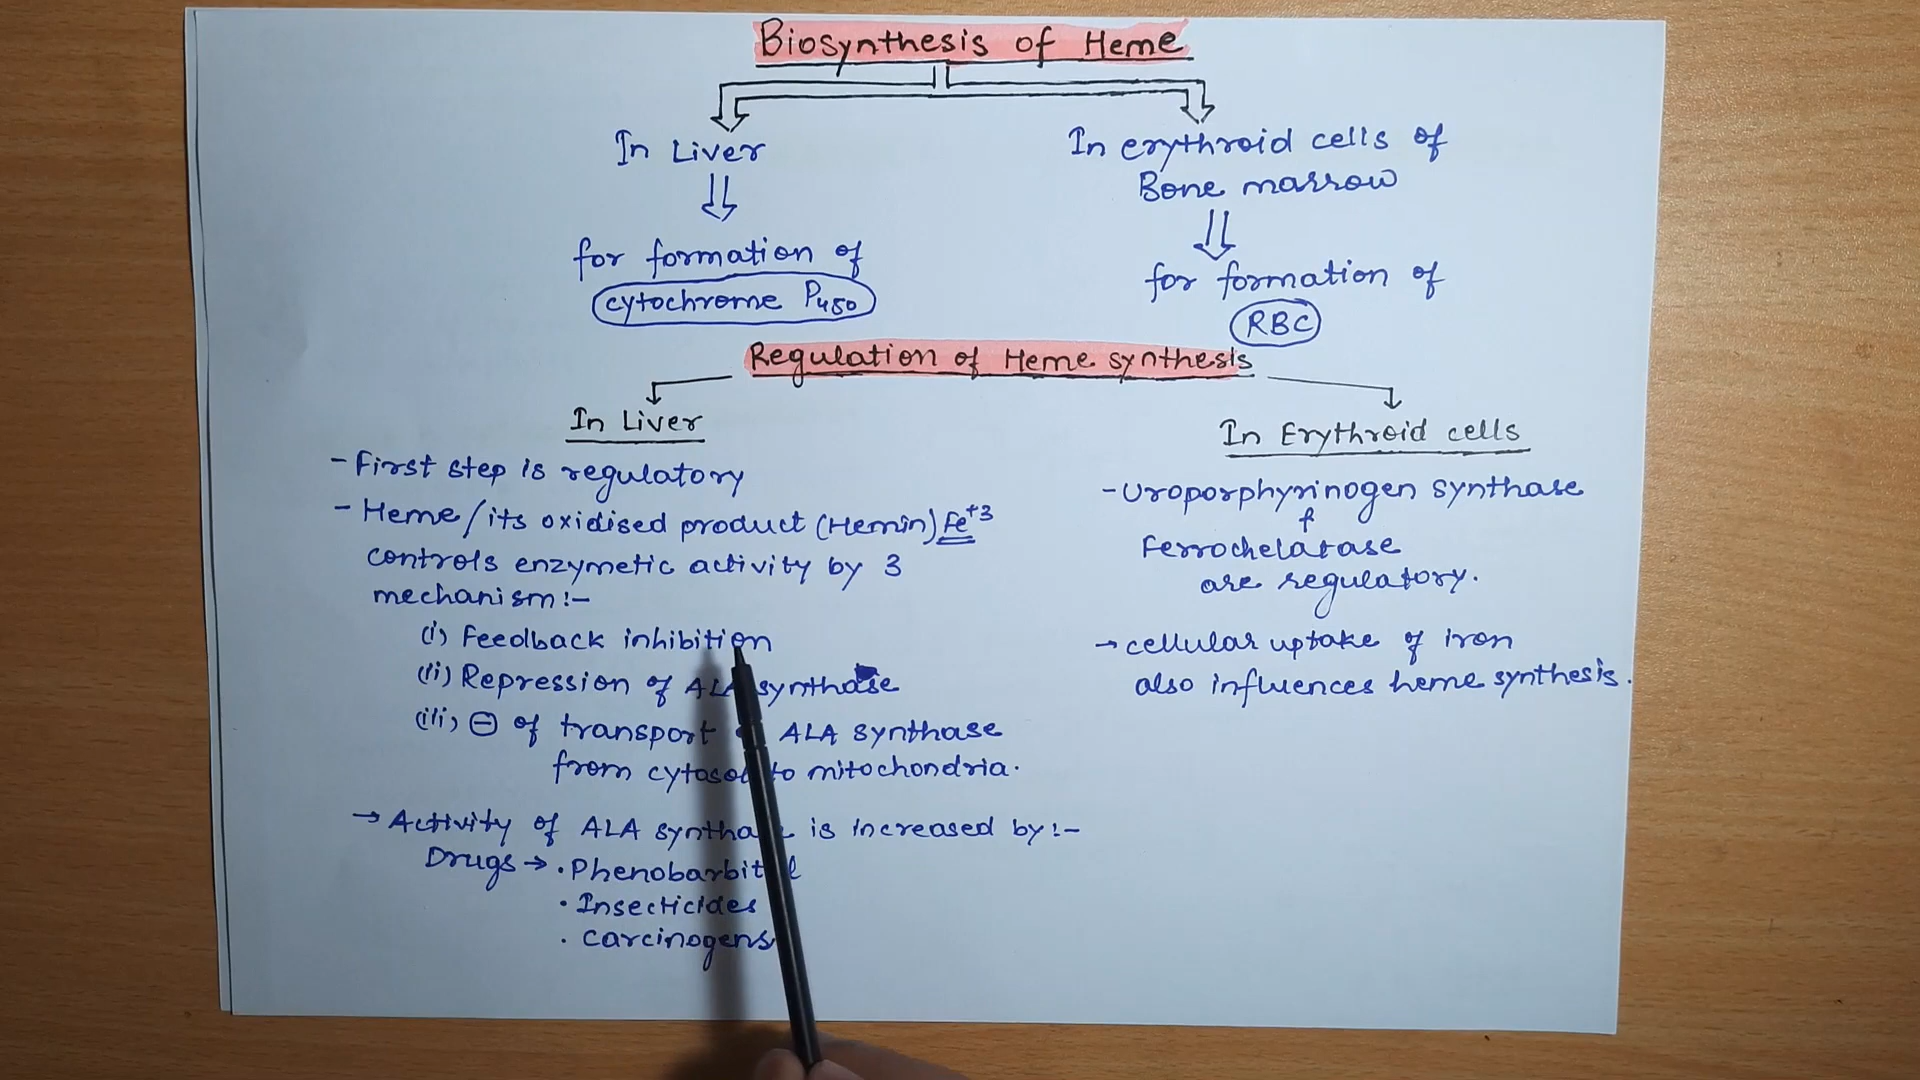 Biosynthesis of Heme
In Liver
for formation of
cytochrome P450
In erythroid cells of
Bone marrow
for formation of
RBC
Regulation of Heme synthesis
In Liver
- First step is regulatory
- Heme/its oxidised product (Hemin) Fe+3
controls enzymetic activity by 3
mechanism:-
(i) Feedback inhibition
(ii) Repression of ALA synthase
(iii) ⊖ of transport of ALA synthase
from cytosol to mitochondria.
→ Activity of ALA synthase is increased by:-
Drugs → • Phenobarbital
• Insecticides
• Carcinogens
In Erythroid cells
- Uroporphyrinogen synthase
+
Ferrochelatase
are regulatory.
→ cellular uptake of iron
also influences heme synthesis.